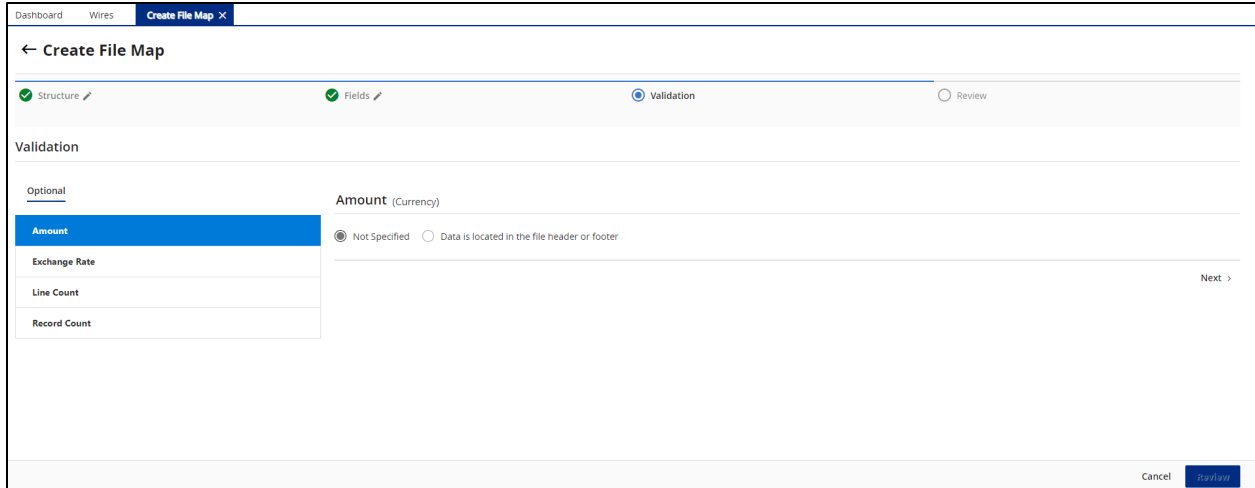 Dashboard Wires Create File Map ×
← Create File Map
Structure Fields Validation Review
Validation
Optional
Amount
Exchange Rate
Line Count
Record Count
Amount (Currency)
Not Specified Data is located in the file header or footer
Next >
Cancel Review